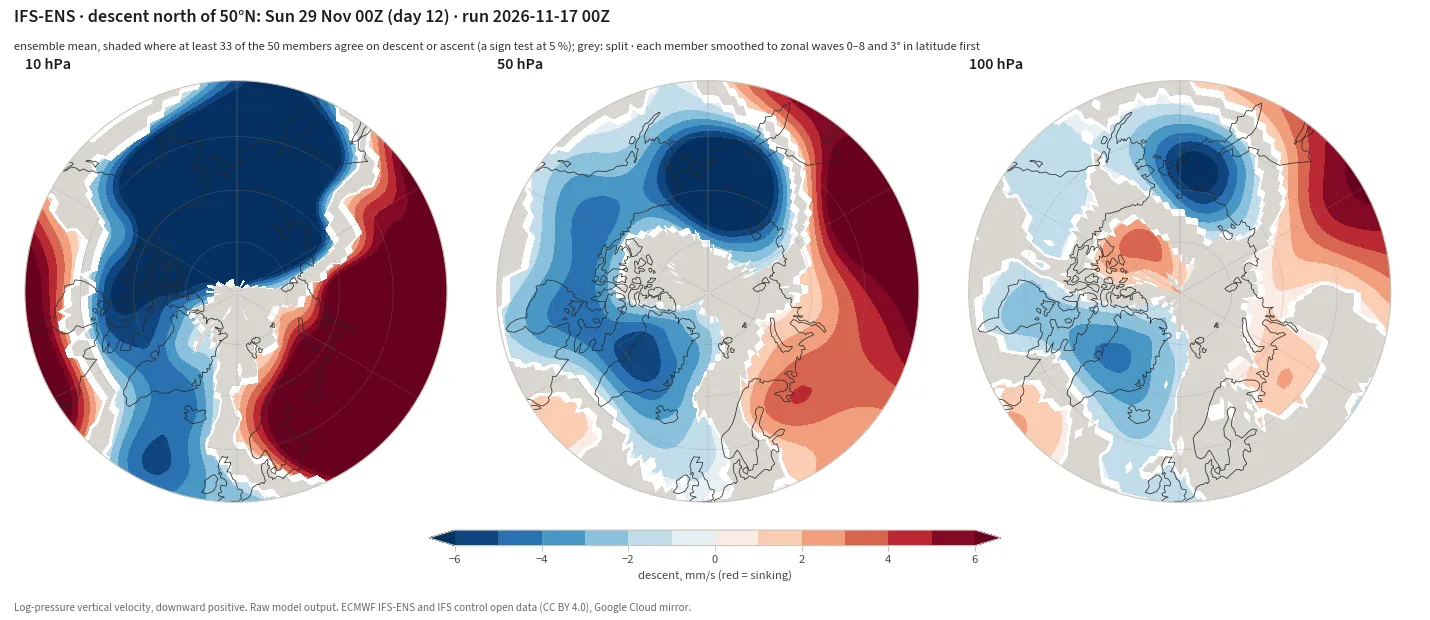 IFS-ENS · descent north of 50°N: Sun 29 Nov 00Z (day 12) · run 2026-11-17 00Z
ensemble mean, shaded where at least 33 of the 50 members agree on descent or ascent (a sign test at 5 %); grey: split · each member smoothed to zonal waves 0–8 and 3° in latitude first
10 hPa
50 hPa
100 hPa
−6 −4 −2 0 2 4 6
descent, mm/s (red = sinking)
Log-pressure vertical velocity, downward positive. Raw model output. ECMWF IFS-ENS and IFS control open data (CC BY 4.0), Google Cloud mirror.